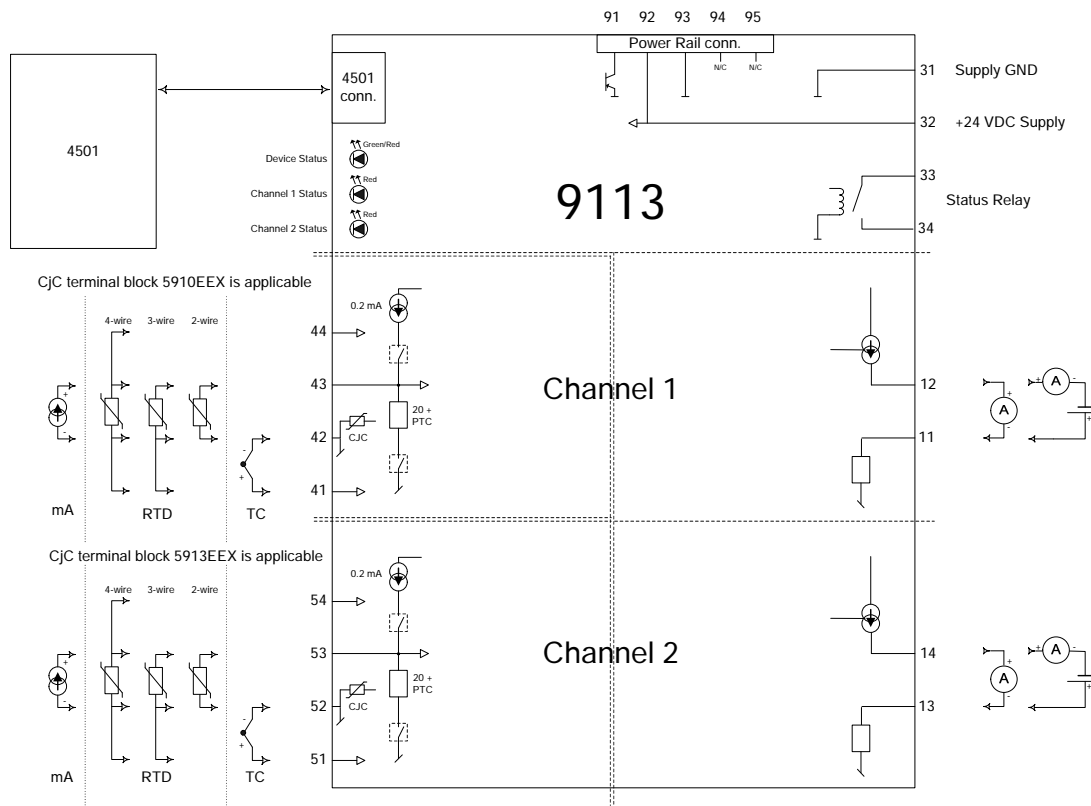 91 92 93 94 95
Power Rail conn.
N/C N/C
4501
conn.
31 Supply GND
32 +24 VDC Supply
4501
Green/Red
Device Status
Red
Channel 1 Status
Red
Channel 2 Status
9113
33
Status Relay
34
CjC terminal block 5910EEX is applicable
4-wire 3-wire 2-wire
0.2 mA
44
43
Channel 1
12
+ A -
+
A
-
+
+
-
20 +
PTC
42
CJC
11
-
+
41
mA RTD TC
CjC terminal block 5913EEX is applicable
4-wire 3-wire 2-wire
0.2 mA
54
53
Channel 2
14
+ A -
+
A
-
+
+
-
20 +
PTC
52
CJC
13
-
+
51
mA RTD TC